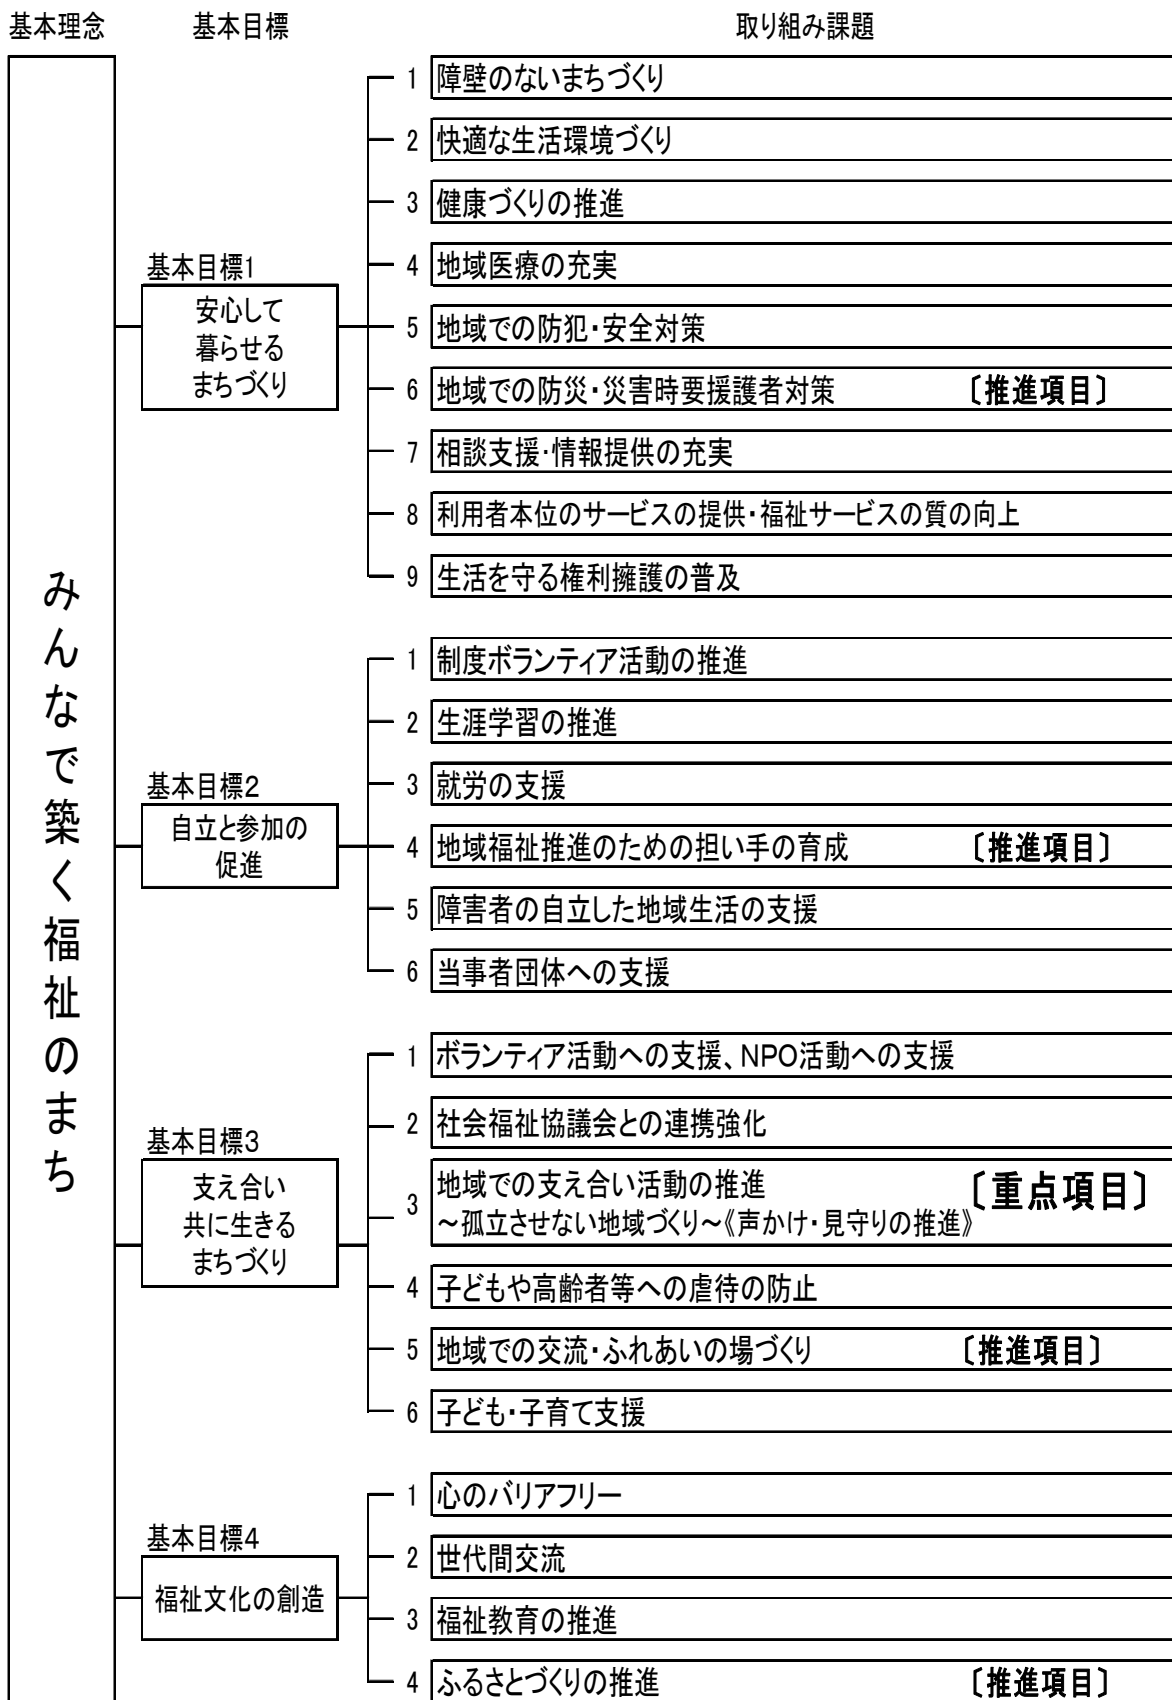 基本理念 基本目標 取り組み課題
みんなで築く福祉のまち
基本目標1
安心して
暮らせる
まちづくり
1 障壁のないまちづくり
2 快適な生活環境づくり
3 健康づくりの推進
4 地域医療の充実
5 地域での防犯・安全対策
6 地域での防災・災害時要援護者対策 〔推進項目〕
7 相談支援・情報提供の充実
8 利用者本位のサービスの提供・福祉サービスの質の向上
9 生活を守る権利擁護の普及
基本目標2
自立と参加の
促進
1 制度ボランティア活動の推進
2 生涯学習の推進
3 就労の支援
4 地域福祉推進のための担い手の育成 〔推進項目〕
5 障害者の自立した地域生活の支援
6 当事者団体への支援
基本目標3
支え合い
共に生きる
まちづくり
1 ボランティア活動への支援、NPO活動への支援
2 社会福祉協議会との連携強化
3 地域での支え合い活動の推進 〔重点項目〕
～孤立させない地域づくり～《声かけ・見守りの推進》
4 子どもや高齢者等への虐待の防止
5 地域での交流・ふれあいの場づくり 〔推進項目〕
6 子ども・子育て支援
基本目標4
福祉文化の創造
1 心のバリアフリー
2 世代間交流
3 福祉教育の推進
4 ふるさとづくりの推進 〔推進項目〕